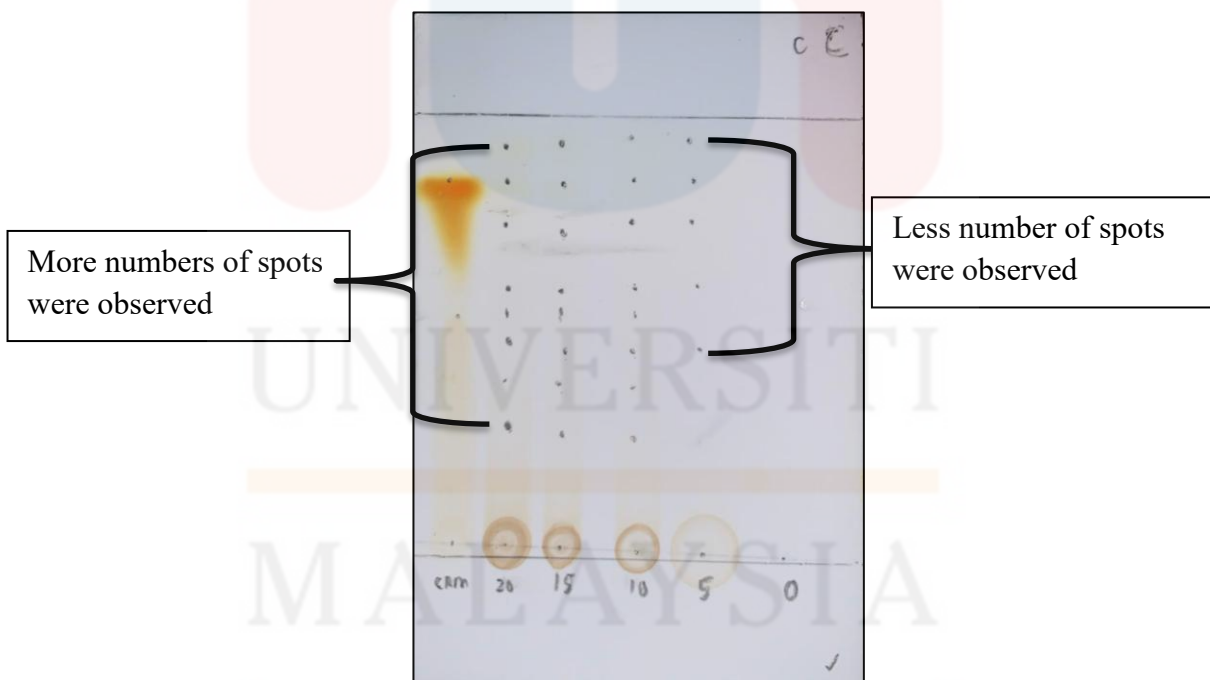 C E
More numbers of spots
were observed
Less number of spots
were observed
UNIVERSITI
MALAYSIA
CRM 20 15 10 5 0